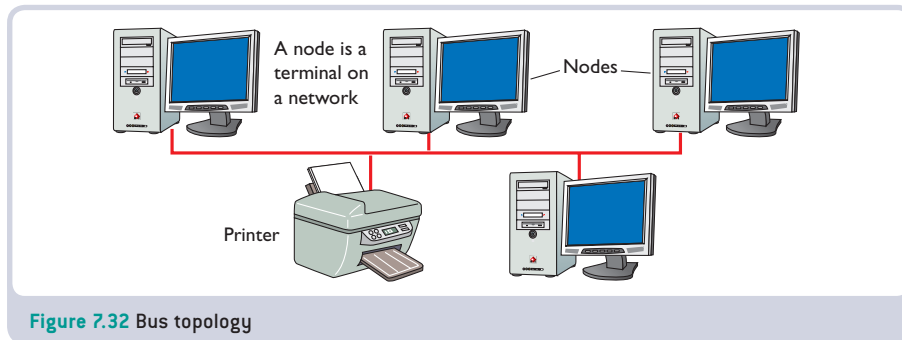 A node is a
terminal on
a network
Nodes
Printer
Figure 7.32 Bus topology